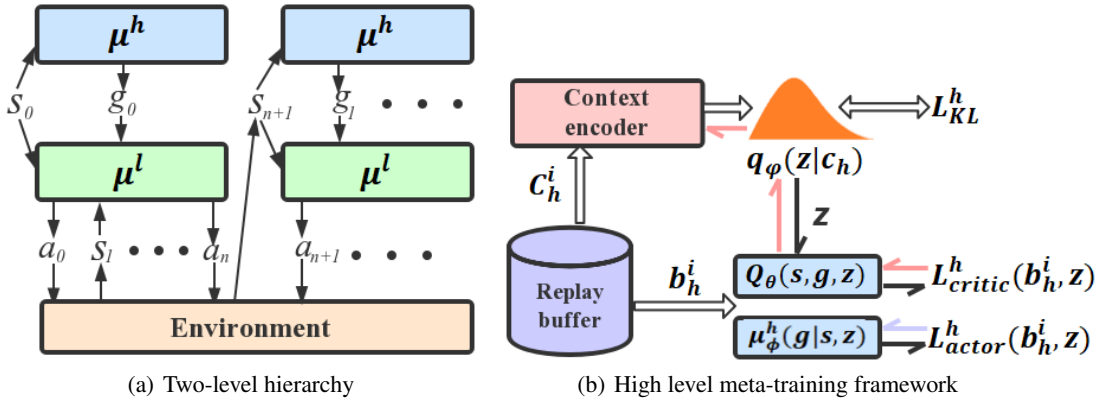 μ^h
μ^h
s_0
g_0
s_{n+1}
g_1
• • •
μ^l
μ^l
a_0
s_1
• • •
a_n
a_{n+1}
• • •
Environment
(a) Two-level hierarchy
Context
encoder
L^h_{KL}
q_φ(z|c_h)
C^i_h
z
Replay
buffer
b^i_h
Q_θ(s,g,z)
L^h_{critic}(b^i_h,z)
μ^h_ϕ(g|s,z)
L^h_{actor}(b^i_h,z)
(b) High level meta-training framework